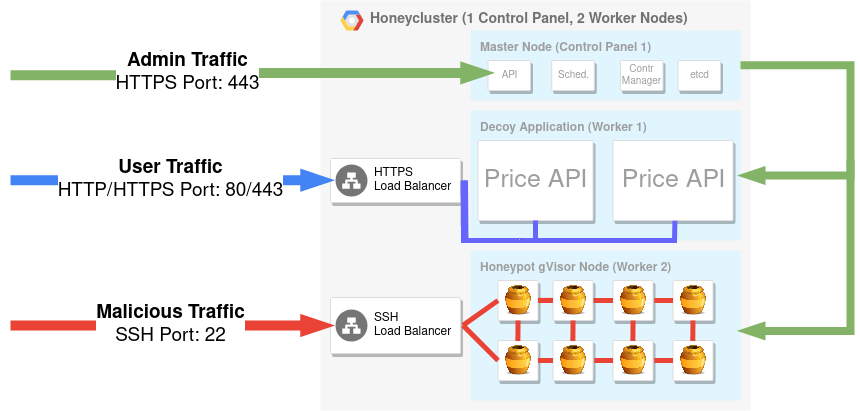 Honeycluster (1 Control Panel, 2 Worker Nodes)
Admin Traffic
HTTPS Port: 443
Master Node (Control Panel 1)
API
Sched.
Contr
Manager
etcd
User Traffic
HTTP/HTTPS Port: 80/443
HTTPS
Load Balancer
Decoy Application (Worker 1)
Price API
Price API
Malicious Traffic
SSH Port: 22
SSH
Load Balancer
Honeypot gVisor Node (Worker 2)